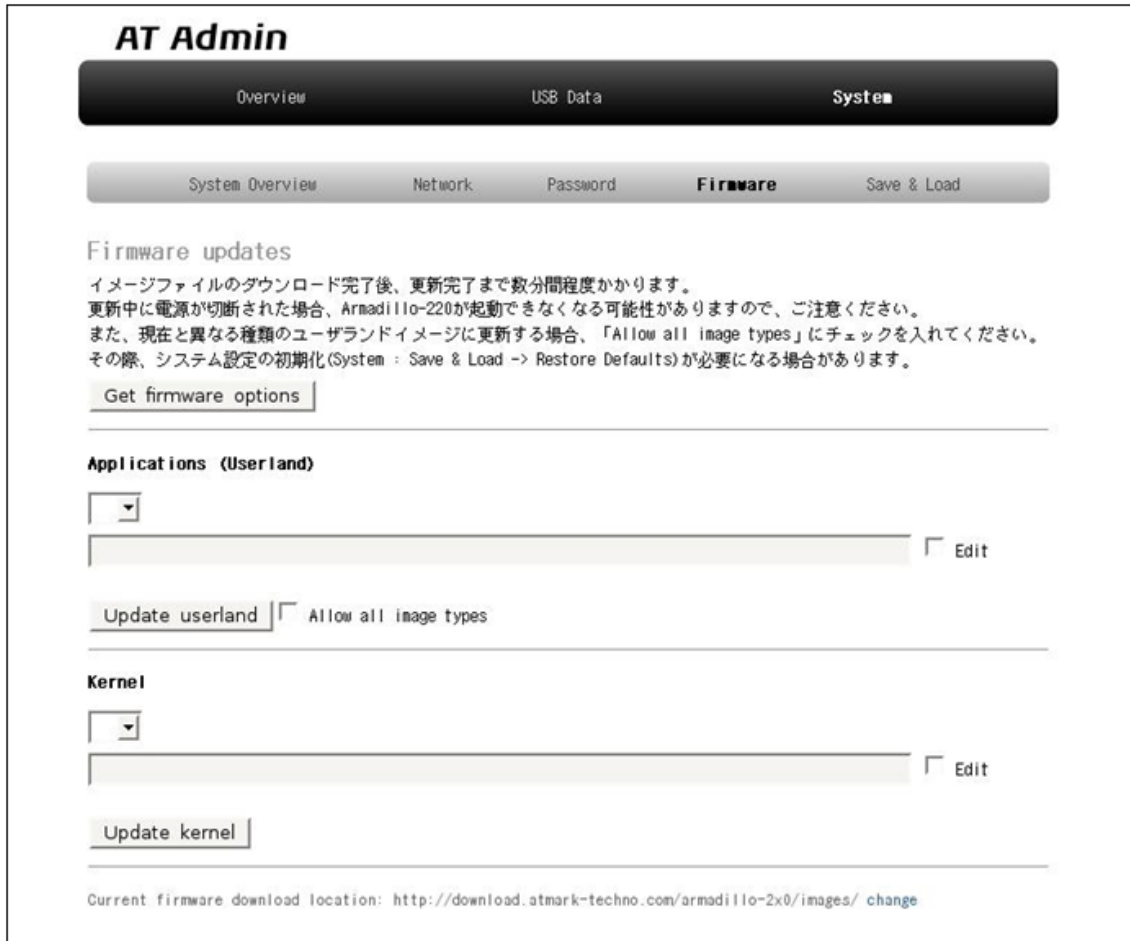 AT Admin
Overview USB Data System
System Overview Network Password Firmware Save & Load
Firmware updates
イメージファイルのダウンロード完了後、更新完了まで数分間程度かかります。
更新中に電源が切断された場合、Armadillo-220が起動できなくなる可能性がありますので、ご注意ください。
また、現在と異なる種類のユーザランドイメージに更新する場合、「Allow all image types」にチェックを入れてください。
その際、システム設定の初期化(System : Save & Load -> Restore Defaults)が必要になる場合があります。
Get firmware options
Applications (Userland)
Edit
Update userland Allow all image types
Kernel
Edit
Update kernel
Current firmware download location: http://download.atmark-techno.com/armadillo-2x0/images/ change